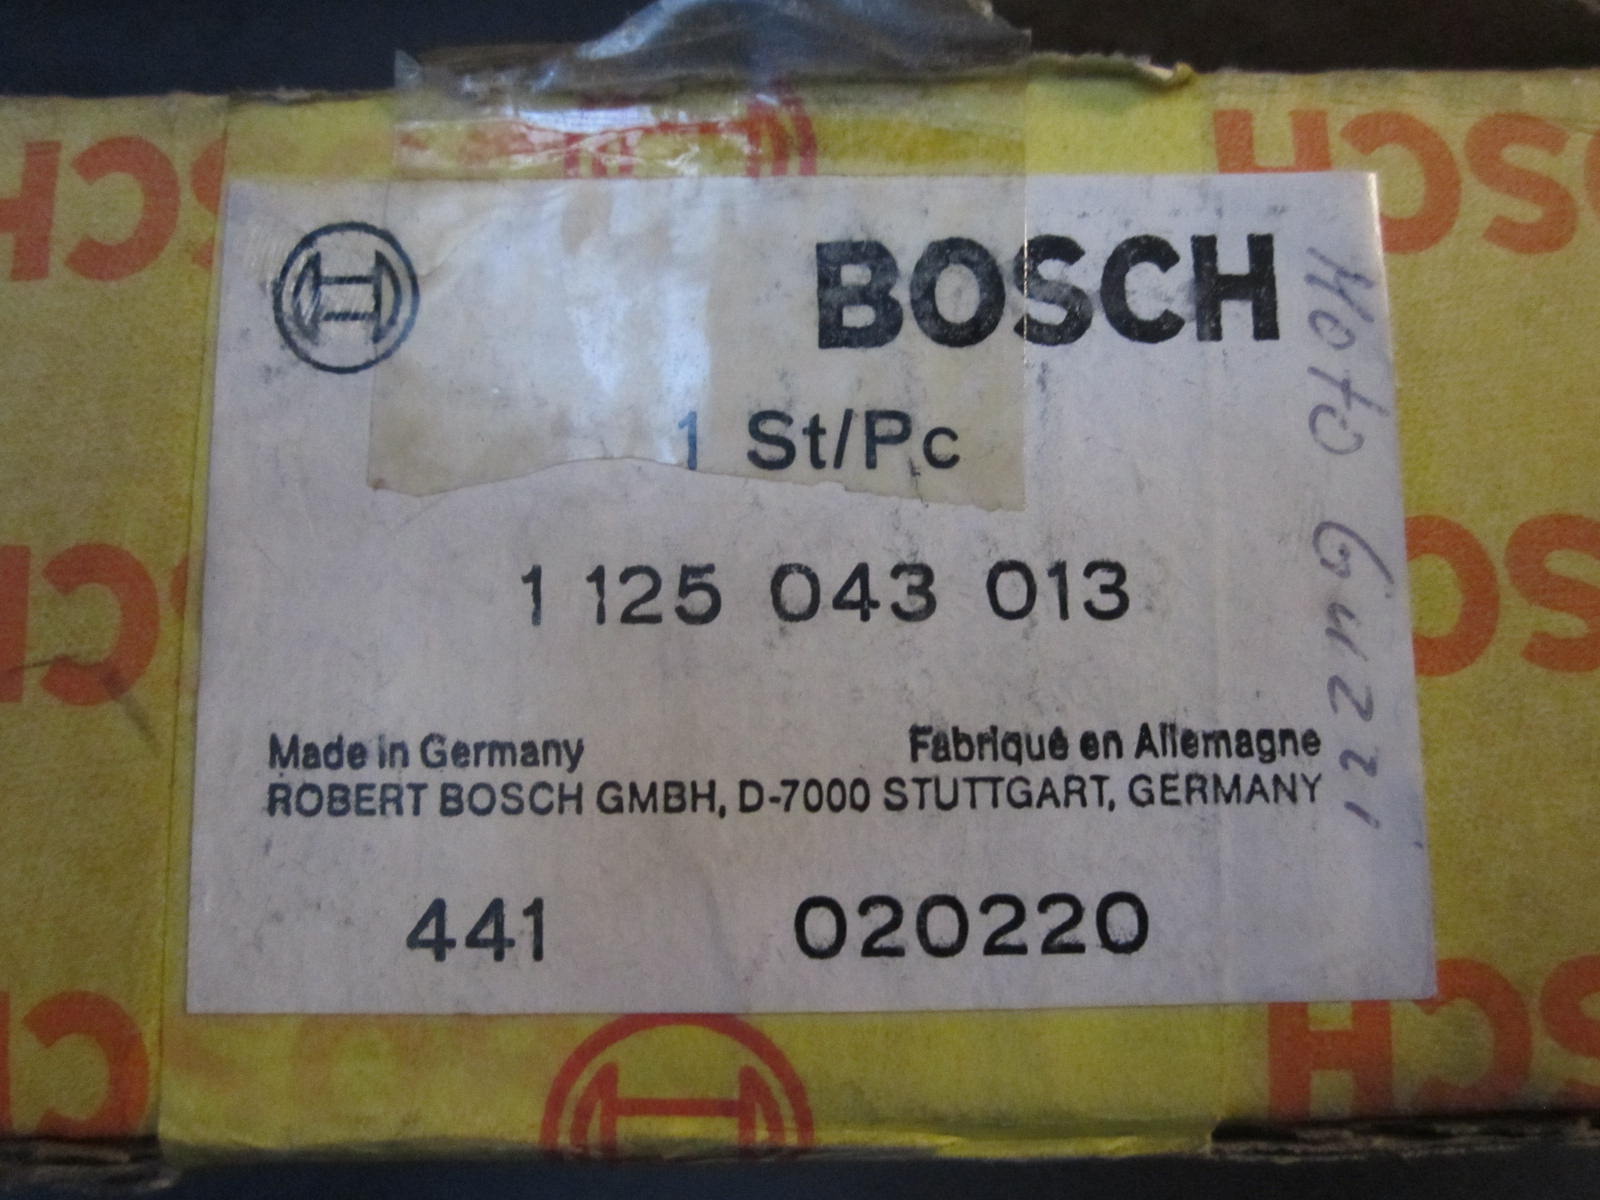 BOSCH
1 St/Pc
1 125 043 013
Made in Germany Fabriqué en Allemagne
ROBERT BOSCH GMBH, D-7000 STUTTGART, GERMANY
441 020220
Moto Guzzi